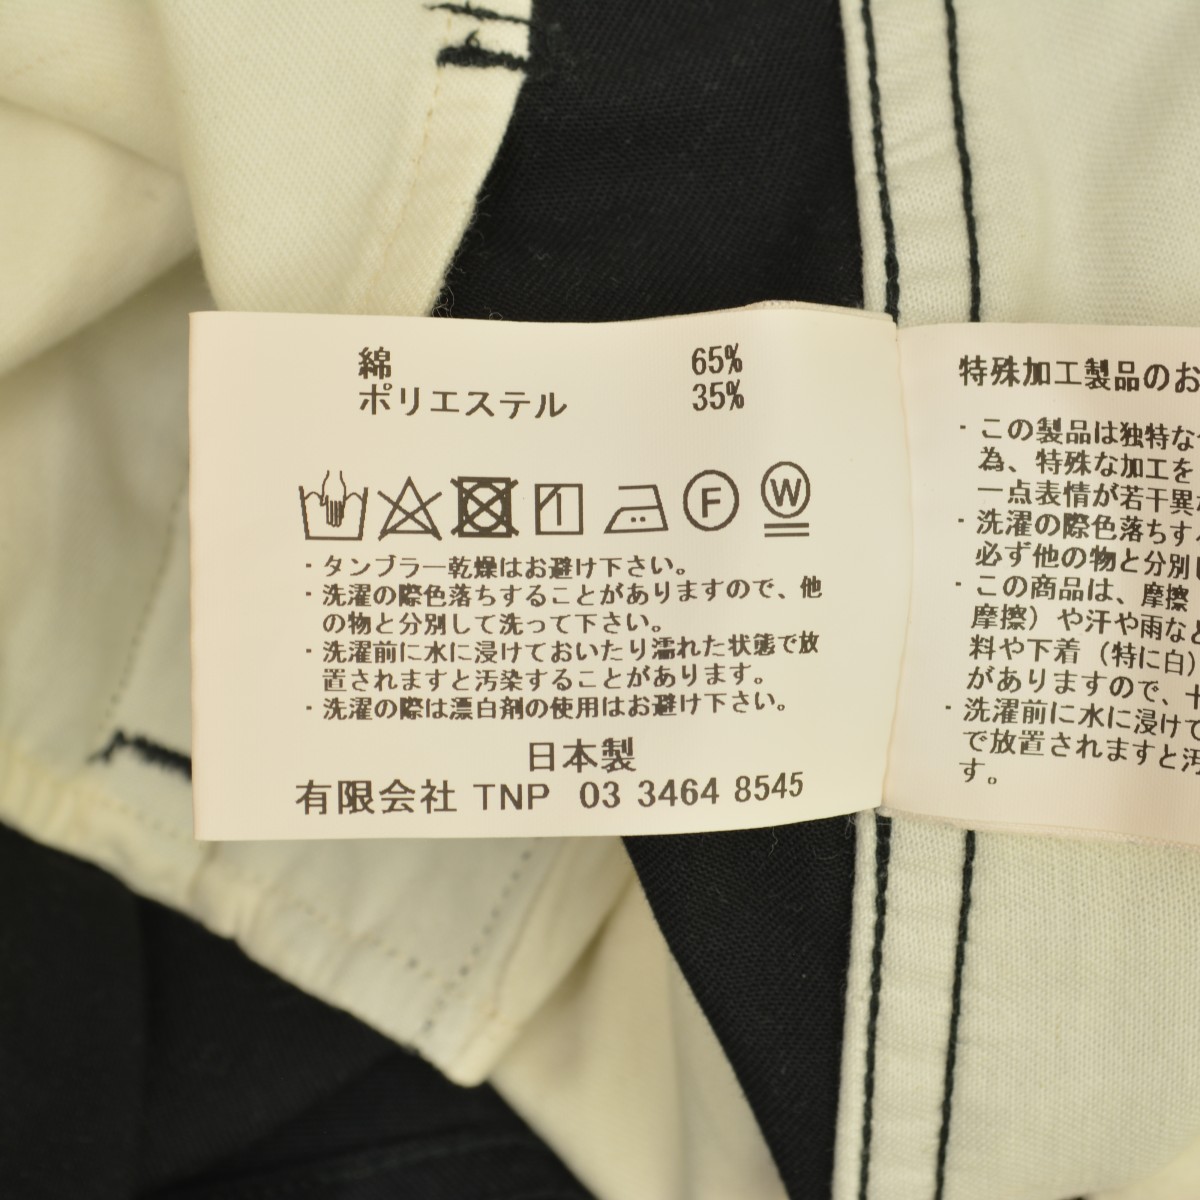 綿 65%
ポリエステル 35%
F W
・タンブラー乾燥はお避け下さい。
・洗濯の際色落ちすることがありますので、他
の物と分別して洗って下さい。
・洗濯前に水に浸けておいたり濡れた状態で放
置されますと汚染することがあります。
・洗濯の際は漂白剤の使用はお避け下さい。
日本製
有限会社 TNP 03 3464 8545
特殊加工製品のお
・この製品は独特な
為、特殊な加工を
一点表情が若干異
・洗濯の際色落ちす
必ず他の物と分別し
・この商品は、摩擦
摩擦）や汗や雨など
料や下着（特に白）
がありますので、十
・洗濯前に水に浸けて
で放置されますと汚
す。